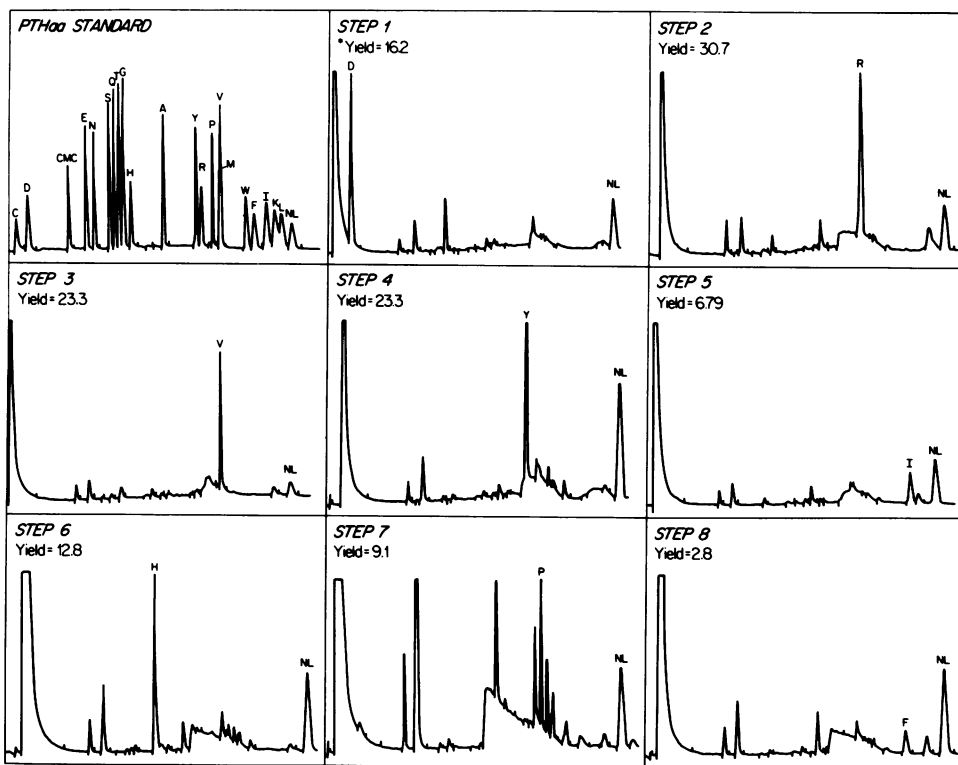 PTHaa STANDARD
C
D
CMC
E
N
S
Q
T
G
H
A
Y
R
P
V
M
W
F
I
K
L
NL
STEP 1
*Yield=16.2
D
NL
STEP 2
Yield=30.7
R
NL
STEP 3
Yield=23.3
V
NL
STEP 4
Yield=23.3
Y
NL
STEP 5
Yield=6.79
I
NL
STEP 6
Yield=12.8
H
NL
STEP 7
Yield=9.1
P
NL
STEP 8
Yield=2.8
F
NL